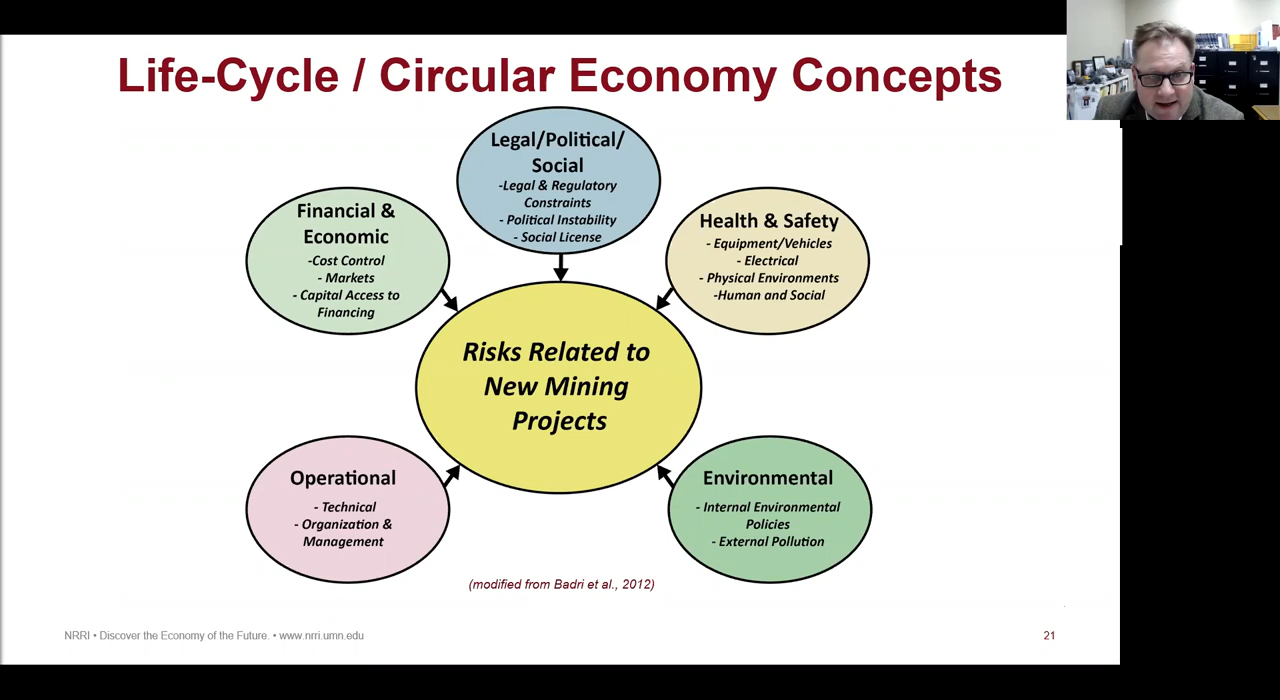 Life-Cycle / Circular Economy Concepts
Legal/Political/
Social
-Legal & Regulatory
Constraints
- Political Instability
- Social License
Financial &
Economic
-Cost Control
- Markets
- Capital Access to
Financing
Health & Safety
- Equipment/Vehicles
- Electrical
- Physical Environments
-Human and Social
Risks Related to
New Mining
Projects
Operational
- Technical
- Organization &
Management
Environmental
- Internal Environmental
Policies
- External Pollution
(modified from Badri et al., 2012)
NRRI • Discover the Economy of the Future. • www.nrri.umn.edu
21